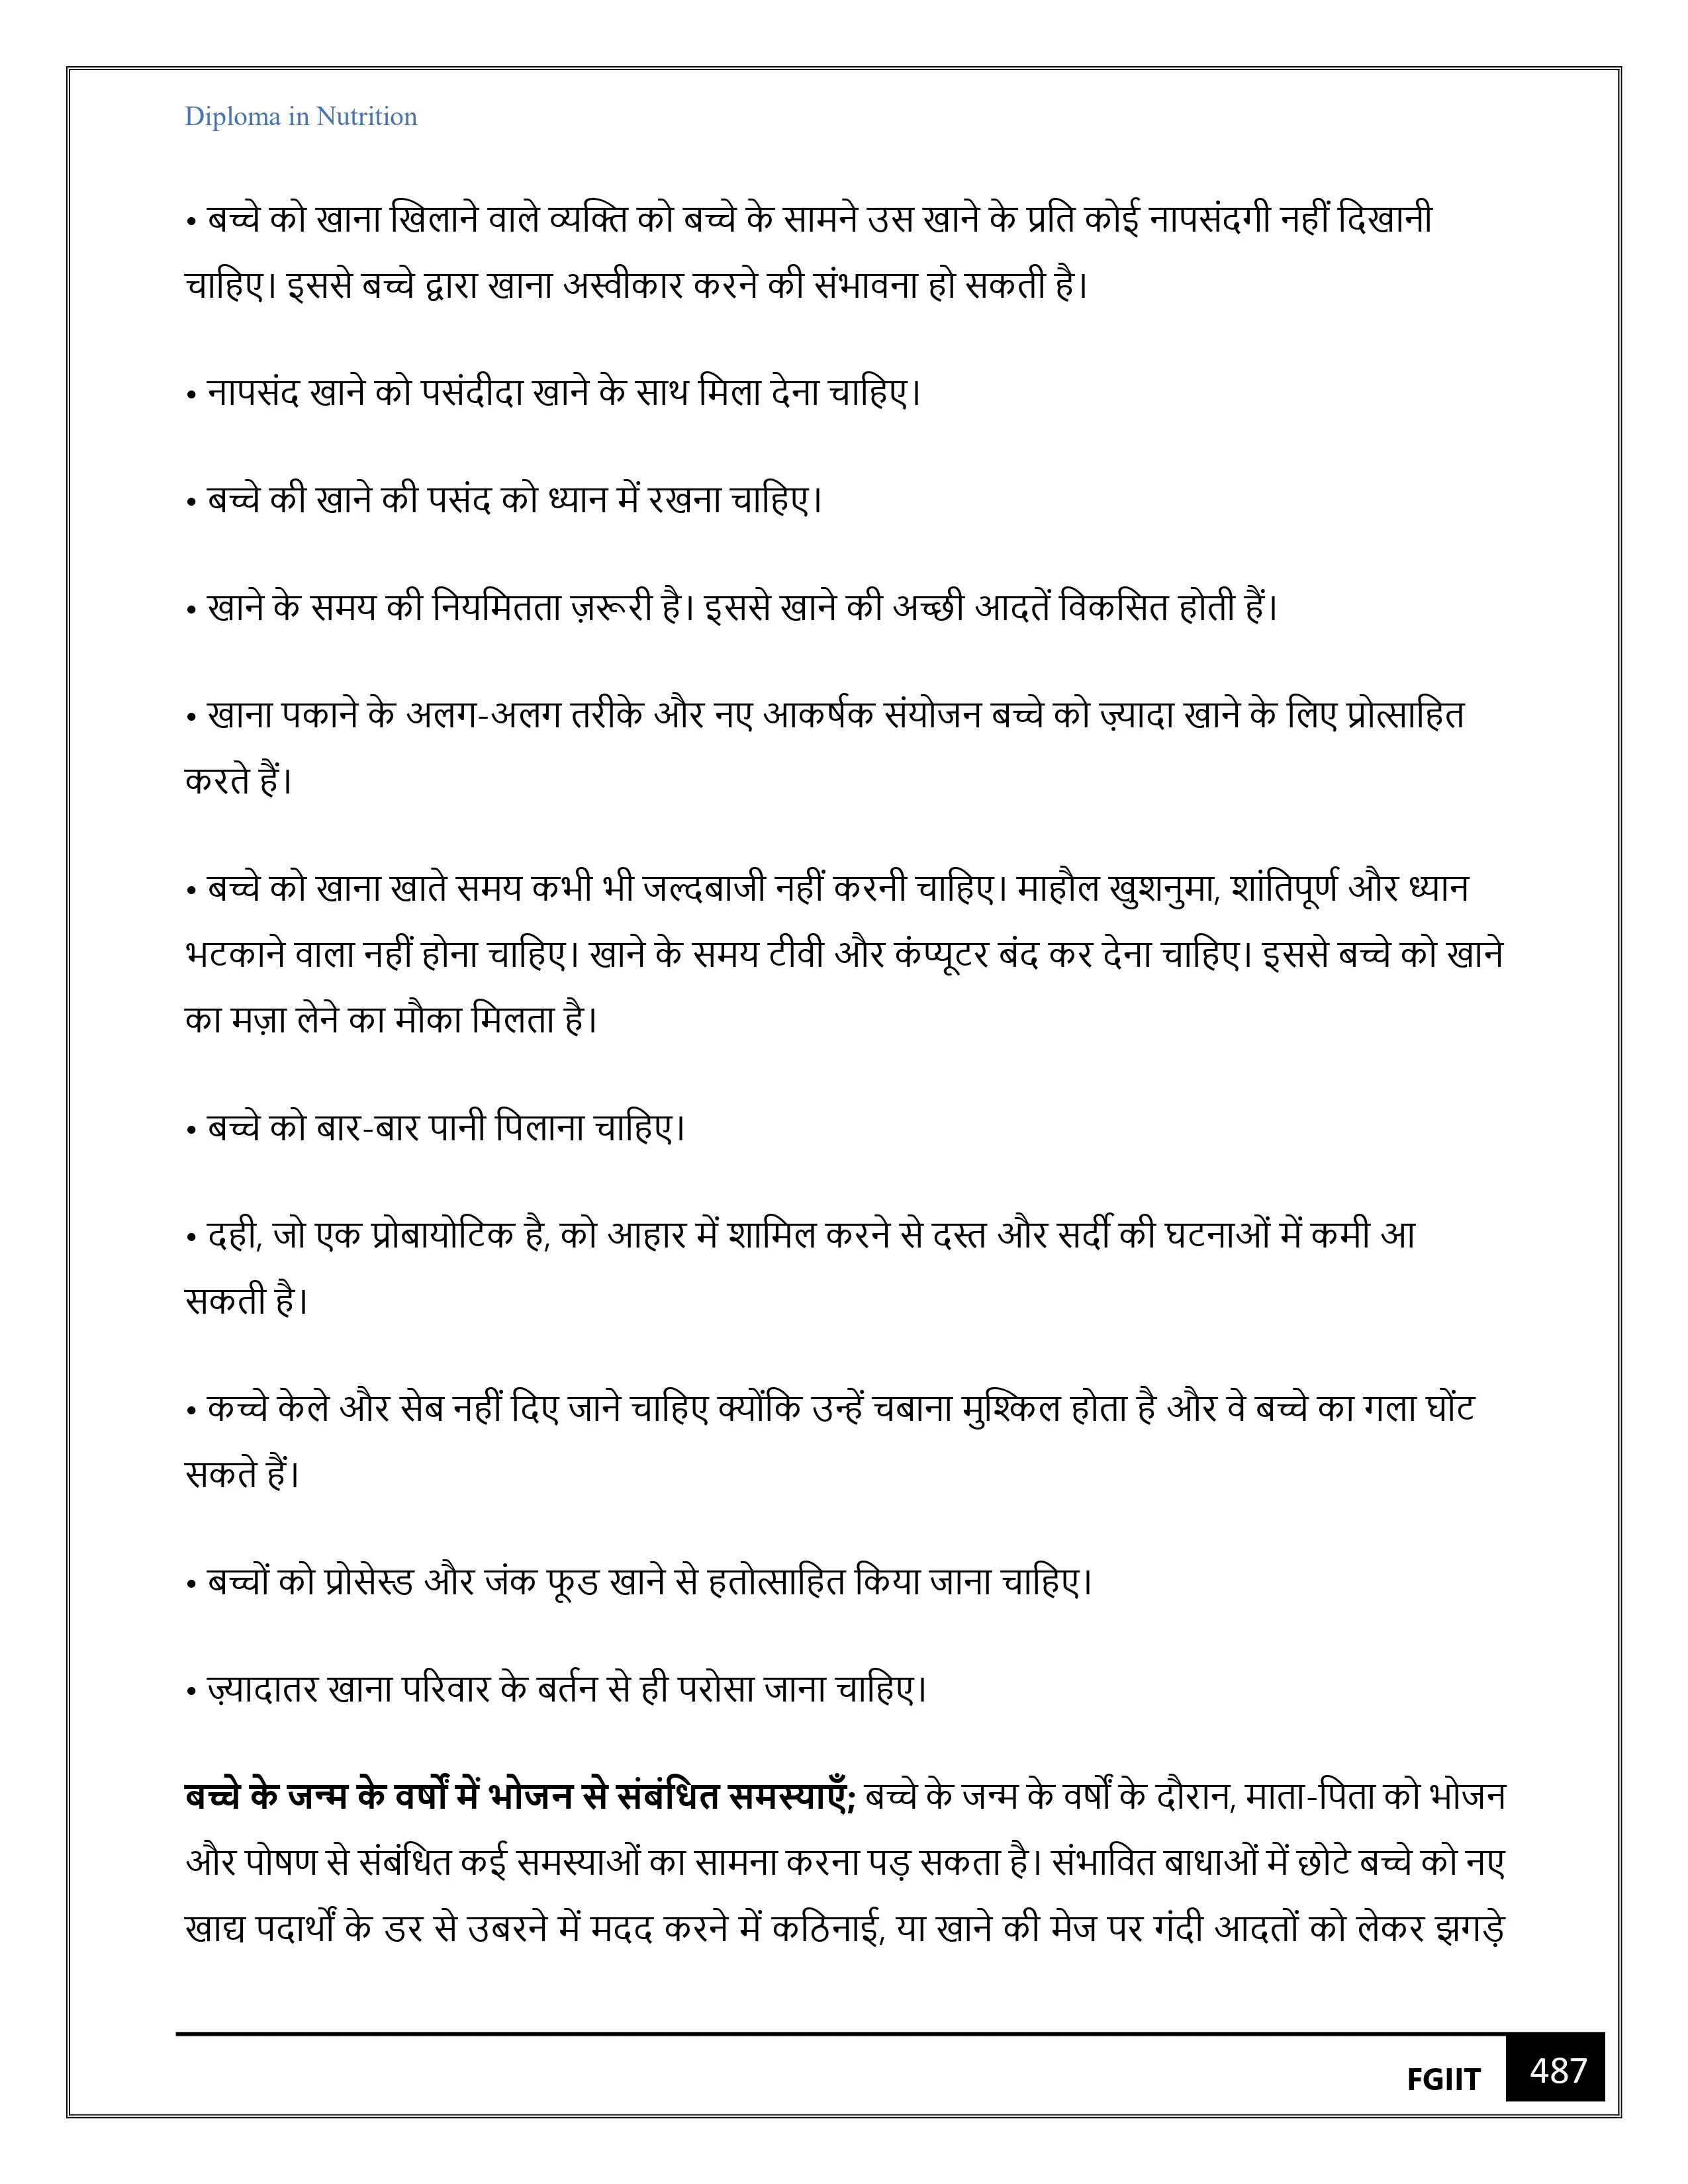 Diploma in Nutrition
• बच्चे को खाना खिलाने वाले व्यक्ति को बच्चे के सामने उस खाने के प्रति कोई नापसंदगी नहीं दिखानी
चाहिए। इससे बच्चे द्वारा खाना अस्वीकार करने की संभावना हो सकती है।
• नापसंद खाने को पसंदीदा खाने के साथ मिला देना चाहिए।
• बच्चे की खाने की पसंद को ध्यान में रखना चाहिए।
• खाने के समय की नियमितता ज़रूरी है। इससे खाने की अच्छी आदतें विकसित होती हैं।
• खाना पकाने के अलग-अलग तरीके और नए आकर्षक संयोजन बच्चे को ज़्यादा खाने के लिए प्रोत्साहित
करते हैं।
• बच्चे को खाना खाते समय कभी भी जल्दबाजी नहीं करनी चाहिए। माहौल खुशनुमा, शांतिपूर्ण और ध्यान
भटकाने वाला नहीं होना चाहिए। खाने के समय टीवी और कंप्यूटर बंद कर देना चाहिए। इससे बच्चे को खाने
का मज़ा लेने का मौका मिलता है।
• बच्चे को बार-बार पानी पिलाना चाहिए।
• दही, जो एक प्रोबायोटिक है, को आहार में शामिल करने से दस्त और सर्दी की घटनाओं में कमी आ
सकती है।
• कच्चे केले और सेब नहीं दिए जाने चाहिए क्योंकि उन्हें चबाना मुश्किल होता है और वे बच्चे का गला घोंट
सकते हैं।
• बच्चों को प्रोसेस्ड और जंक फूड खाने से हतोत्साहित किया जाना चाहिए।
• ज़्यादातर खाना परिवार के बर्तन से ही परोसा जाना चाहिए।
बच्चे के जन्म के वर्षों में भोजन से संबंधित समस्याएँ; बच्चे के जन्म के वर्षों के दौरान, माता-पिता को भोजन
और पोषण से संबंधित कई समस्याओं का सामना करना पड़ सकता है। संभावित बाधाओं में छोटे बच्चे को नए
खाद्य पदार्थों के डर से उबरने में मदद करने में कठिनाई, या खाने की मेज पर गंदी आदतों को लेकर झगड़े
FGIIT 487